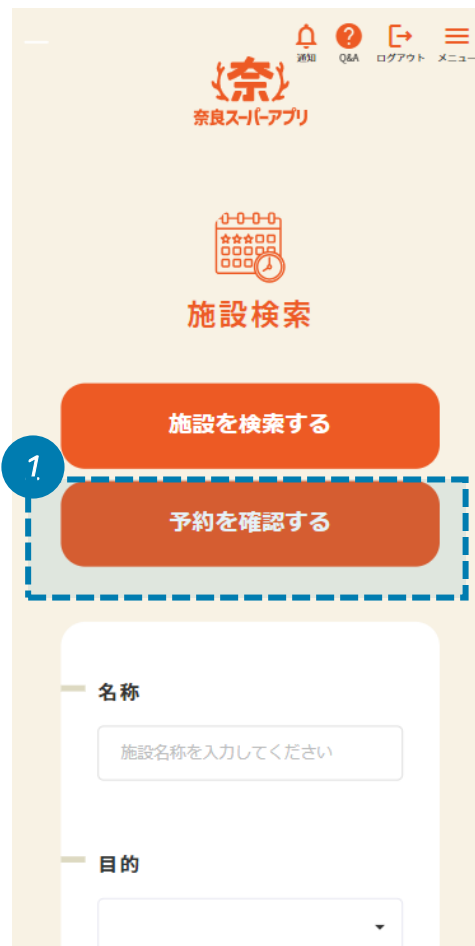 通知 Q&A ログアウト メニュー
奈
奈良スーパーアプリ
施設検索
施設を検索する
1
予約を確認する
名称
施設名称を入力してください
目的